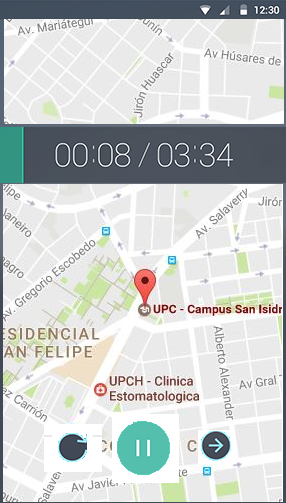 12:30
Av. Mariátegui
Jirón Huascar
Av. Húsares de
00:08 / 03:34
Av. Salaverry
Jirón
Av. Gregorio Escobedo
UPC - Campus San Isidr
ESIDENCIAL
AN FELIPE
UPCH - Clinica
Estomatologica
Alberto Alexander
Av. Gral T
Av. Javier